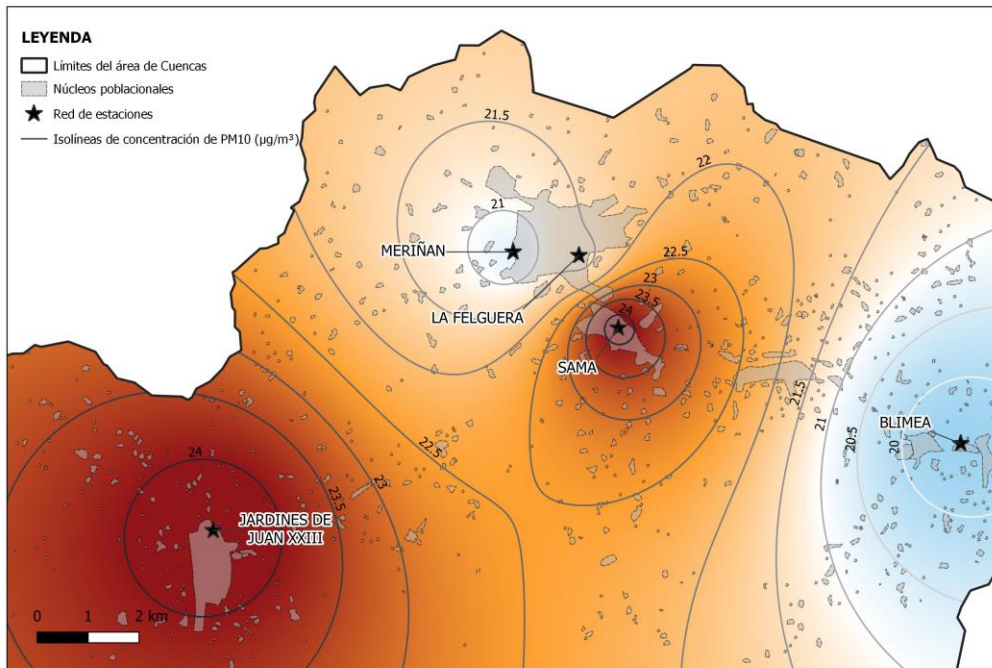 LEYENDA
Límites del área de Cuencas
Núcleos poblacionales
Red de estaciones
Isolíneas de concentración de PM10 (µg/m³)
21.5
22
21
MERIÑAN
22.5
LA FELGUERA
23
23.5
24
SAMA
21.5
21
20.5
20
BLIMEA
22.5
24
23
23.5
JARDINES DE
JUAN XXIII
0 1 2 km